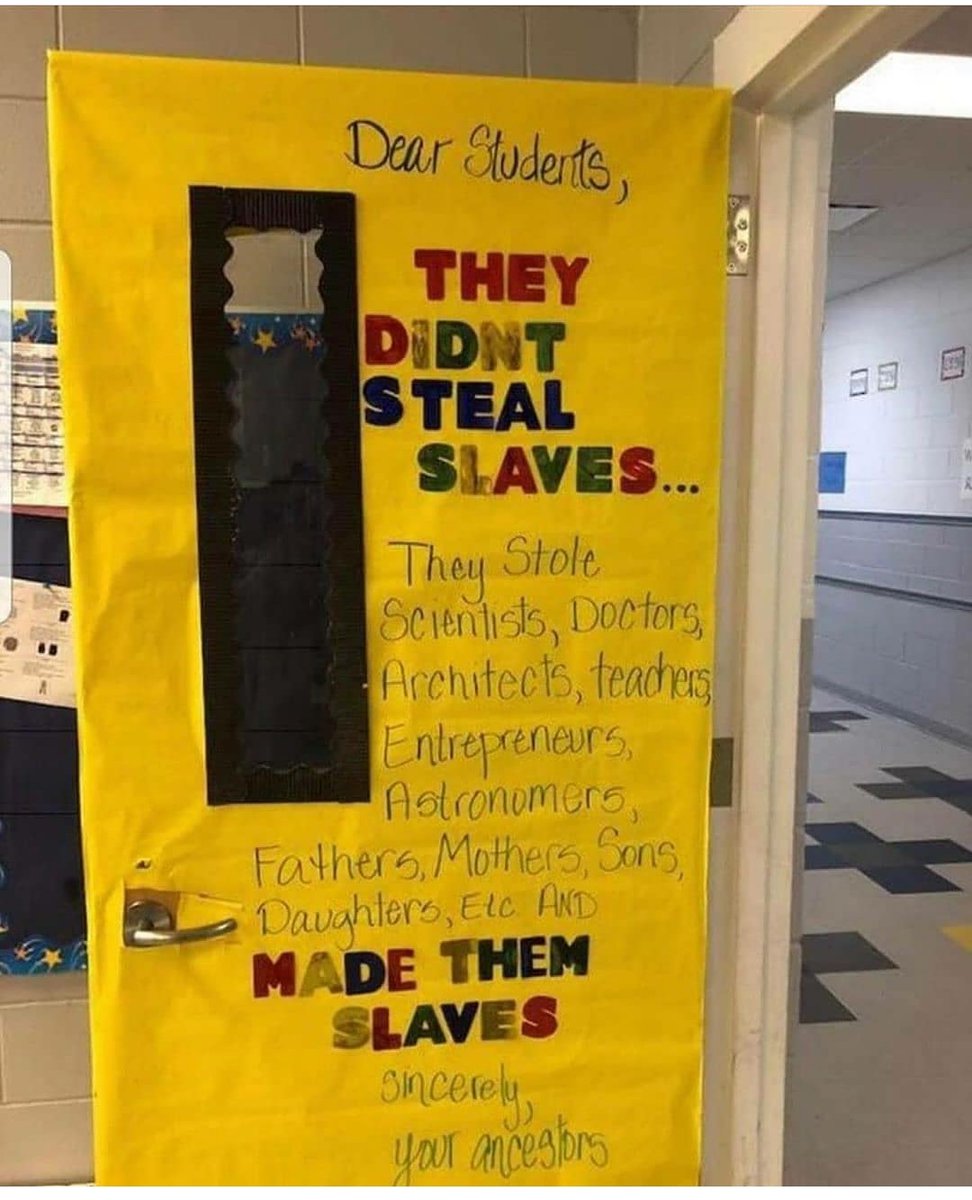 Dear Students,
THEY
DIDNT
STEAL
SLAVES...
They Stole
Scientists, Doctors,
Architects, teachers,
Entrepreneurs,
Astronomers,
Fathers, Mothers, Sons,
Daughters, Etc AND
MADE THEM
SLAVES
Sincerely,
your ancestors